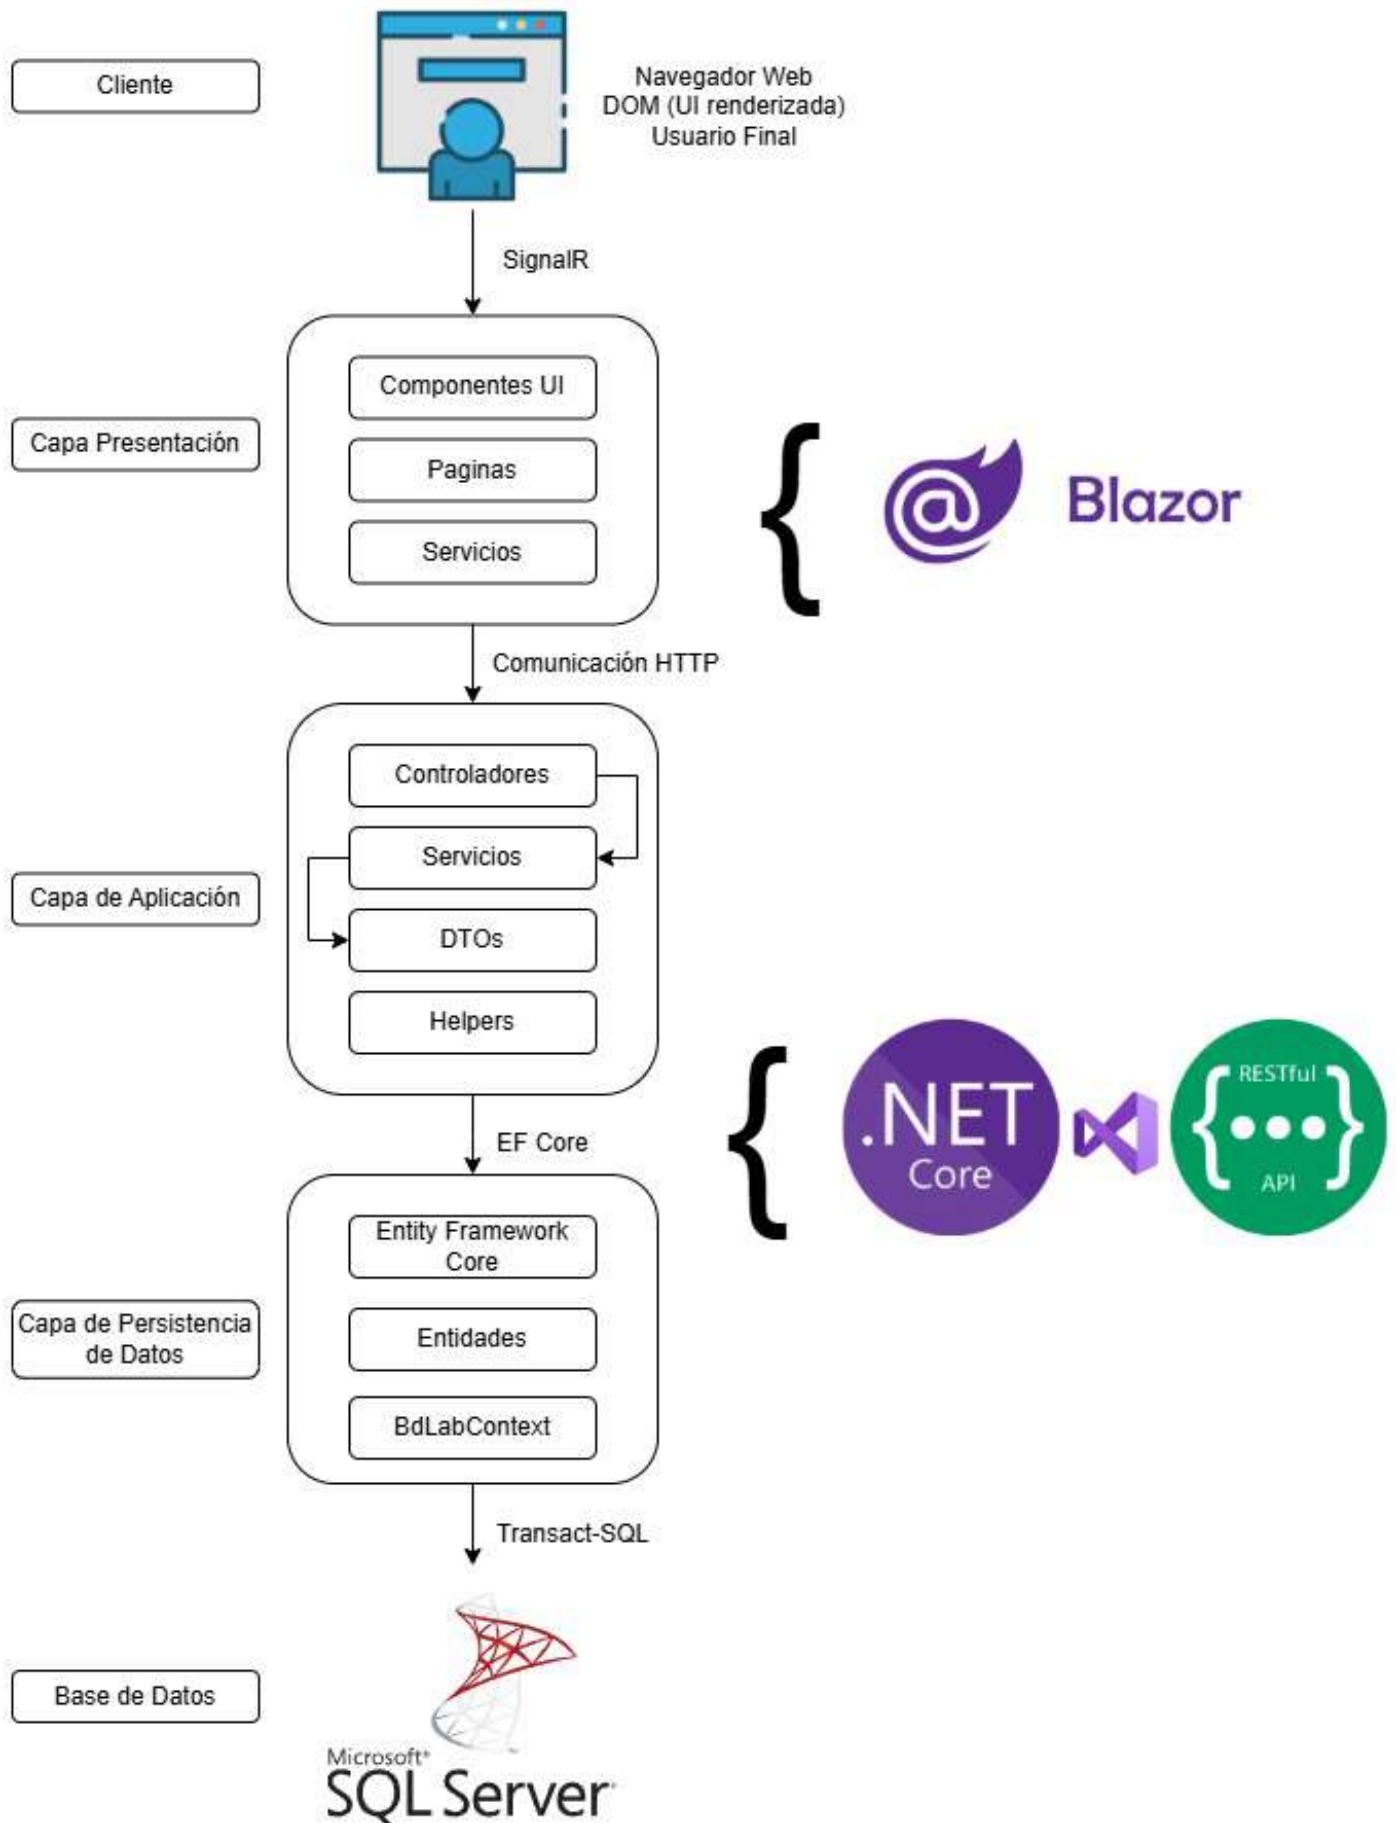 Cliente
Navegador Web
DOM (UI renderizada)
Usuario Final
SignalR
Componentes UI
Capa Presentación
Paginas
Servicios
@ Blazor
Comunicación HTTP
Controladores
Servicios
Capa de Aplicación
DTOs
Helpers
.NET
Core
RESTful
API
EF Core
Entity Framework
Core
Capa de Persistencia
de Datos
Entidades
BdLabContext
Transact-SQL
Base de Datos
Microsoft
SQL Server